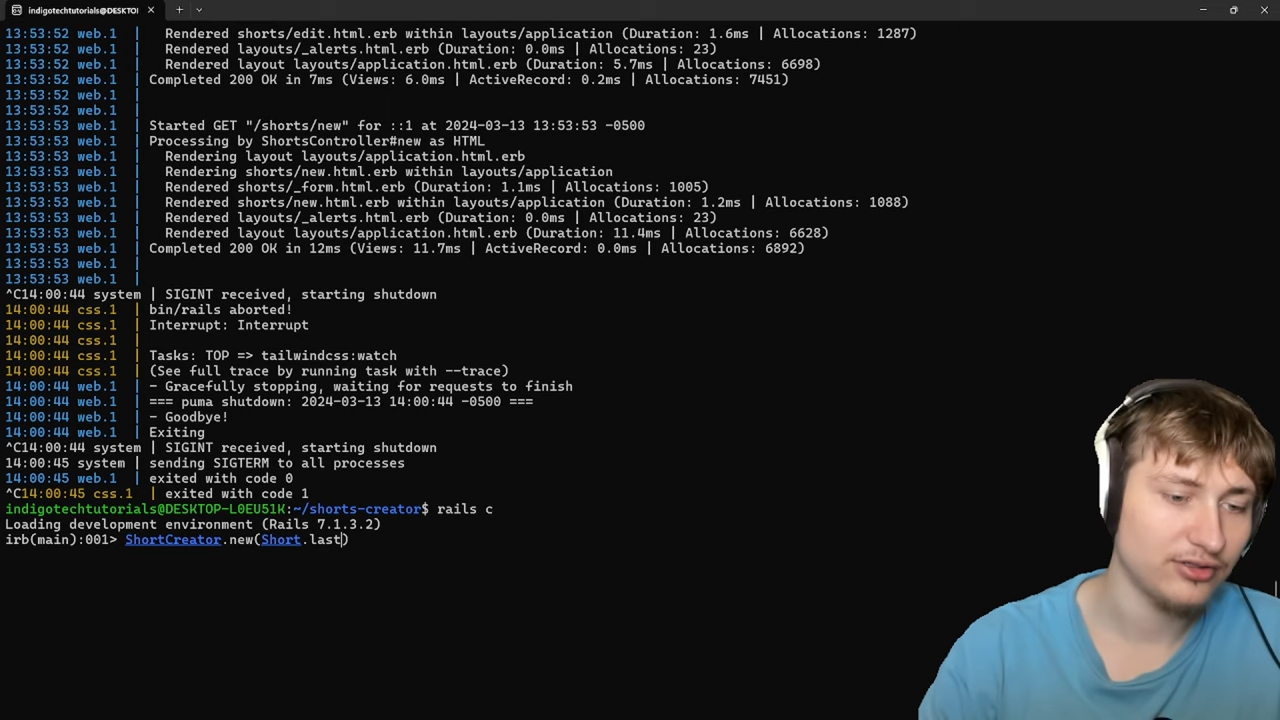 indigotechtutorials@DESKTOP
13:53:52 web.1 | Rendered shorts/edit.html.erb within layouts/application (Duration: 1.6ms | Allocations: 1287)
13:53:52 web.1 | Rendered layouts/_alerts.html.erb (Duration: 0.0ms | Allocations: 23)
13:53:52 web.1 | Rendered layout layouts/application.html.erb (Duration: 5.7ms | Allocations: 6698)
13:53:52 web.1 | Completed 200 OK in 7ms (Views: 6.0ms | ActiveRecord: 0.2ms | Allocations: 7451)
13:53:52 web.1 |
13:53:52 web.1 |
13:53:53 web.1 | Started GET "/shorts/new" for ::1 at 2024-03-13 13:53:53 -0500
13:53:53 web.1 | Processing by ShortsController#new as HTML
13:53:53 web.1 | Rendering layout layouts/application.html.erb
13:53:53 web.1 | Rendering shorts/new.html.erb within layouts/application
13:53:53 web.1 | Rendered shorts/_form.html.erb (Duration: 1.1ms | Allocations: 1005)
13:53:53 web.1 | Rendered shorts/new.html.erb within layouts/application (Duration: 1.2ms | Allocations: 1088)
13:53:53 web.1 | Rendered layouts/_alerts.html.erb (Duration: 0.0ms | Allocations: 23)
13:53:53 web.1 | Rendered layout layouts/application.html.erb (Duration: 11.4ms | Allocations: 6628)
13:53:53 web.1 | Completed 200 OK in 12ms (Views: 11.7ms | ActiveRecord: 0.0ms | Allocations: 6892)
13:53:53 web.1 |
13:53:53 web.1 |
^C14:00:44 system | SIGINT received, starting shutdown
14:00:44 css.1 | bin/rails aborted!
14:00:44 css.1 | Interrupt: Interrupt
14:00:44 css.1 |
14:00:44 css.1 | Tasks: TOP => tailwindcss:watch
14:00:44 css.1 | (See full trace by running task with --trace)
14:00:44 web.1 | - Gracefully stopping, waiting for requests to finish
14:00:44 web.1 | === puma shutdown: 2024-03-13 14:00:44 -0500 ===
14:00:44 web.1 | - Goodbye!
14:00:44 web.1 | Exiting
^C14:00:44 system | SIGINT received, starting shutdown
14:00:45 system | sending SIGTERM to all processes
14:00:45 web.1 | exited with code 0
^C14:00:45 css.1 | exited with code 1
indigotechtutorials@DESKTOP-L0EU51K:~/shorts-creator$ rails c
Loading development environment (Rails 7.1.3.2)
irb(main):001> ShortCreator.new(Short.last)